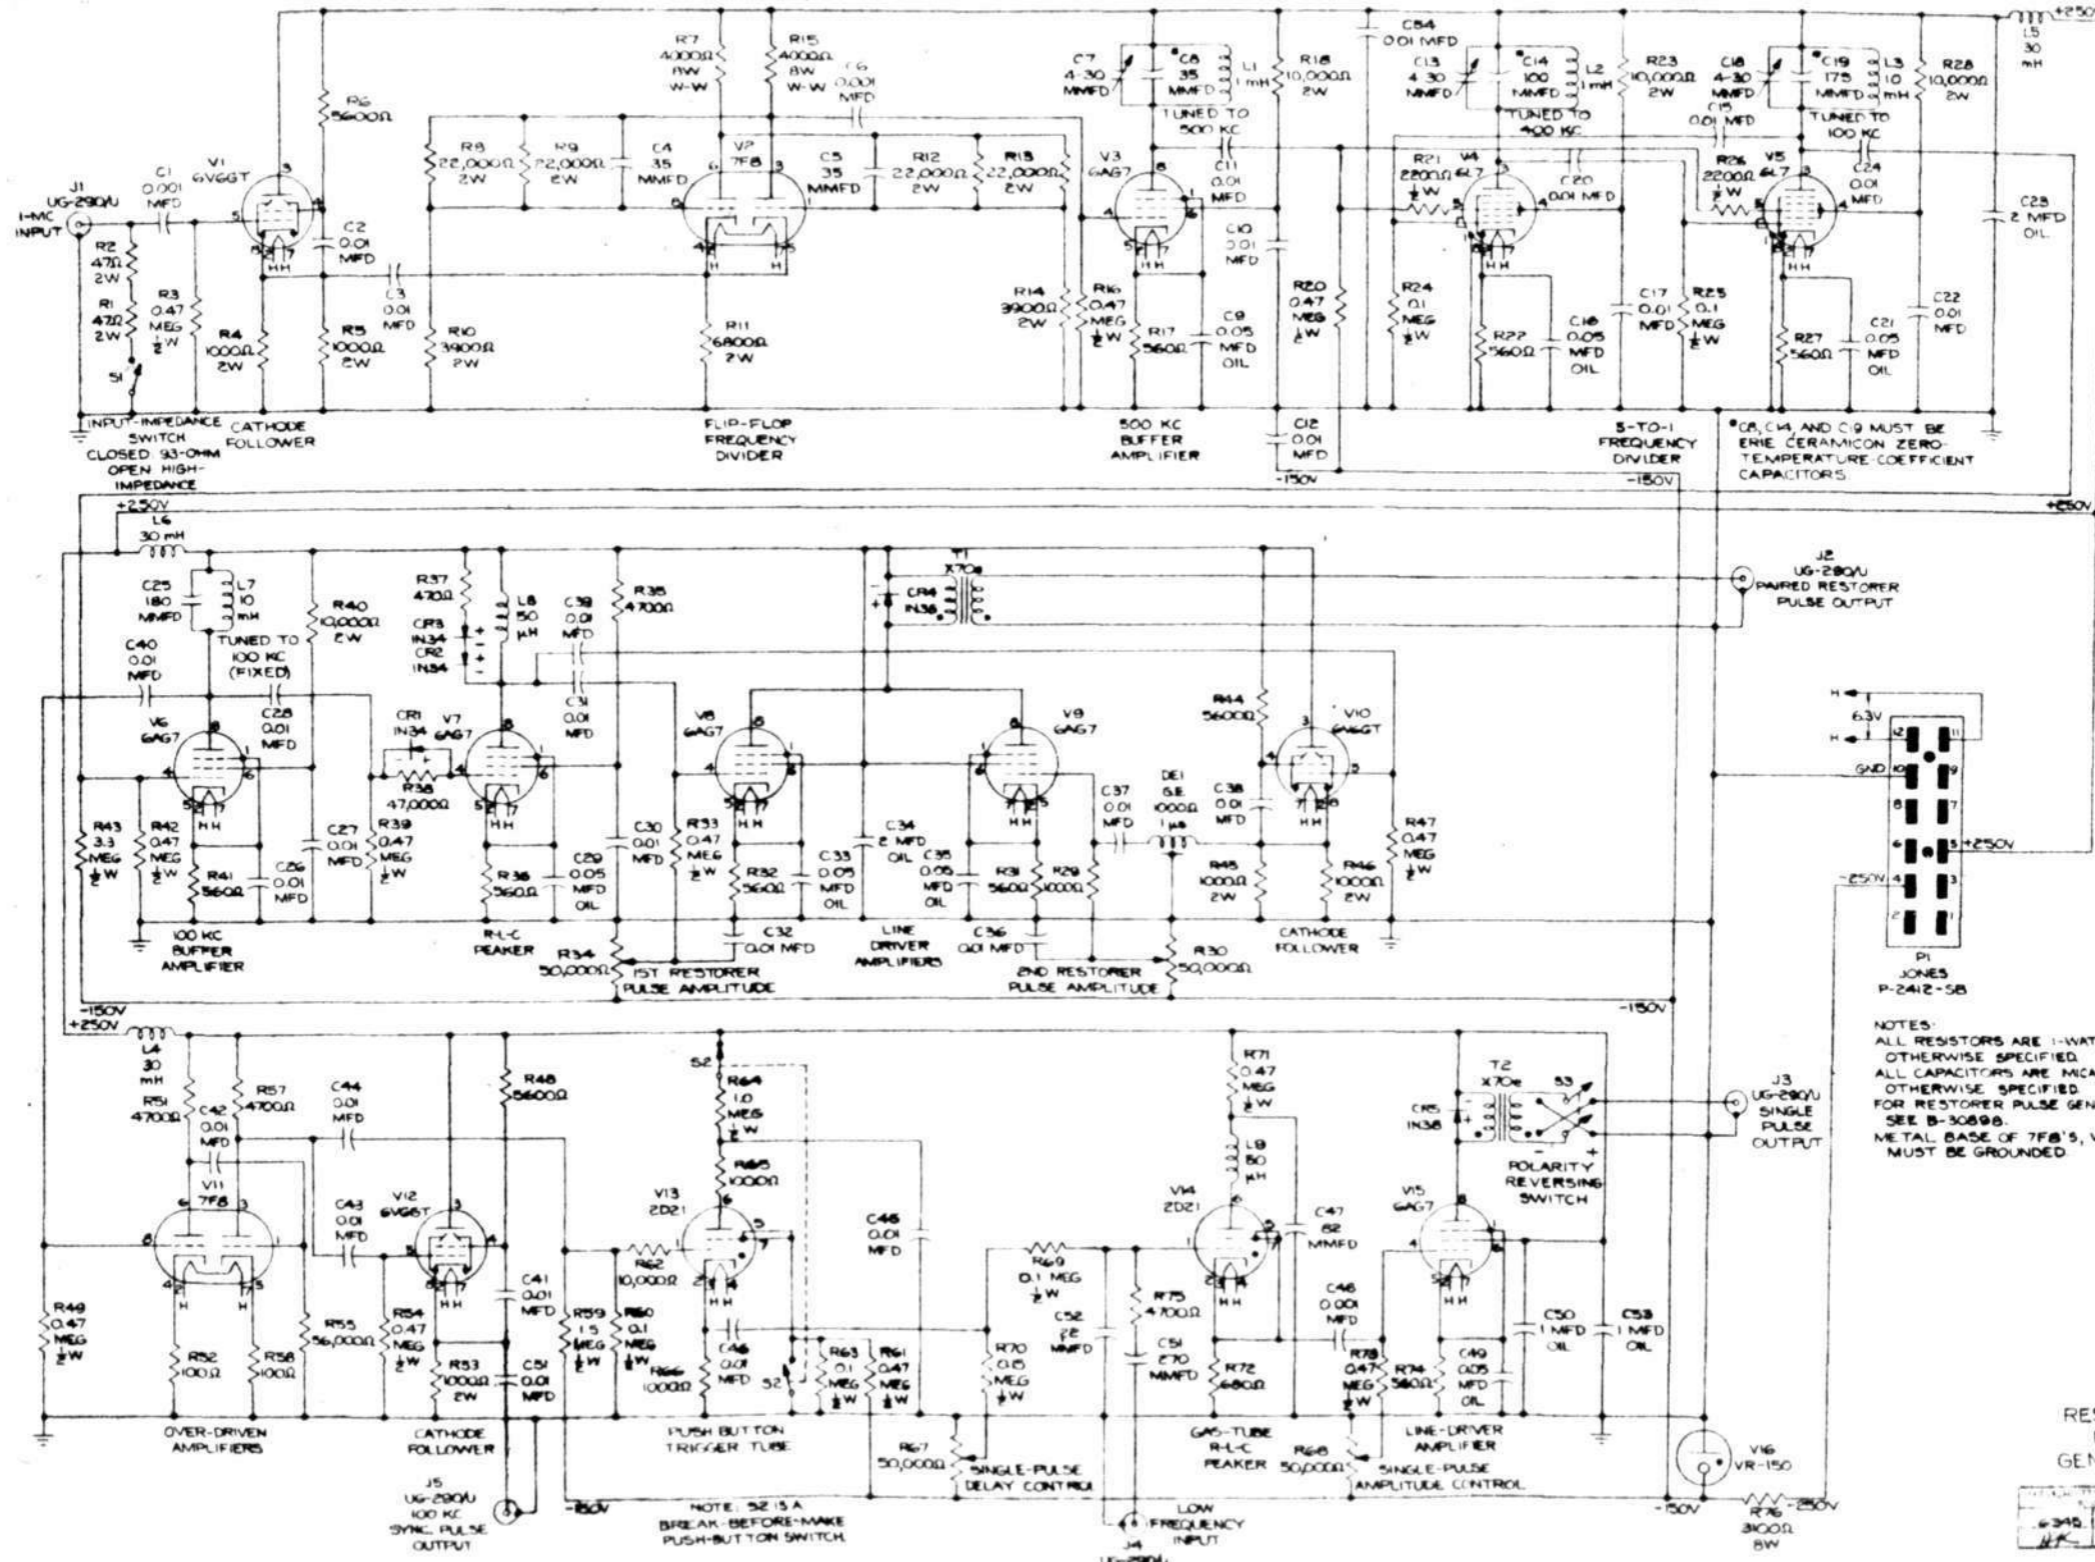 C54
0.01 MFD
+250V
L5
30
mH
R7
4000Ω
8W
W-W
R15
4000Ω
8W
W-W
C6
0.001
MFD
C7
4-30
MMFD
C8
35
MMFD
L1
1 mH
R18
10,000Ω
2W
C13
4-30
MMFD
C14
100
MMFD
L2
1 mH
R23
10,000Ω
2W
C18
4-30
MMFD
C19
175
MMFD
L3
10
mH
R28
10,000Ω
2W
R6
5600Ω
TUNED TO
500 KC
TUNED TO
400 KC
C15
0.01 MFD
TUNED TO
100 KC
J1
UG-290/U
1-MC
INPUT
C1
0.001
MFD
V1
6V6GT
R8
22,000Ω
2W
R9
22,000Ω
2W
C4
35
MMFD
V2
7F8
C5
35
MMFD
R12
22,000Ω
2W
R13
22,000Ω
2W
V3
6AG7
C11
0.01
MFD
R21
2200Ω
½W
V4
6L7
C20
0.01 MFD
R26
2200Ω
½W
V5
6L7
C24
0.01
MFD
C23
2 MFD
OIL
R2
47Ω
2W
R1
47Ω
2W
S1
R3
0.47
MEG
½W
C2
0.01
MFD
C3
0.01
MFD
R4
1000Ω
2W
R5
1000Ω
2W
R10
3900Ω
2W
R11
6800Ω
2W
R14
3900Ω
2W
R16
0.47
MEG
½W
R17
560Ω
C9
0.05
MFD
OIL
C10
0.01
MFD
R20
0.47
MEG
½W
R24
0.1
MEG
½W
R22
560Ω
C16
0.05
MFD
OIL
C17
0.01
MFD
R25
0.1
MEG
½W
R27
560Ω
C21
0.05
MFD
OIL
C22
0.01
MFD
INPUT-IMPEDANCE
SWITCH
CLOSED 93-OHM
OPEN HIGH-
IMPEDANCE
CATHODE
FOLLOWER
FLIP-FLOP
FREQUENCY
DIVIDER
500 KC
BUFFER
AMPLIFIER
C12
0.01
MFD
5-TO-1
FREQUENCY
DIVIDER
*C8, C14, AND C19 MUST BE
ERIE CERAMICON ZERO-
TEMPERATURE-COEFFICIENT
CAPACITORS
-150V
-150V
+250V
+250V
L6
30 mH
C25
180
MMFD
L7
10
mH
TUNED TO
100 KC
(FIXED)
R40
10,000Ω
2W
R37
470Ω
CR3
IN34
CR2
IN34
L8
50
μH
C39
0.01
MFD
R35
4700Ω
CR4
IN38
T1
X70e
J2
UG-290/U
PAIRED RESTORER
PULSE OUTPUT
C40
0.01
MFD
V6
6AG7
C28
0.01
MFD
CR1
IN34
V7
6AG7
R38
47,000Ω
C31
0.01
MFD
V8
6AG7
V9
6AG7
R44
5600Ω
V10
6V6GT
H
6.3V
H
GND
+250V
-250V
P1
JONES
P-2412-SB
R43
3.3
MEG
½W
R42
0.47
MEG
½W
R41
560Ω
C26
0.01
MFD
C27
0.01
MFD
R39
0.47
MEG
½W
R36
560Ω
C29
0.05
MFD
OIL
C30
0.01
MFD
R33
0.47
MEG
½W
R32
560Ω
C33
0.05
MFD
OIL
C34
2 MFD
OIL
C35
0.05
MFD
OIL
R31
560Ω
R29
1000Ω
C37
0.01
MFD
DE1
G.E.
1000Ω
1 μs
C38
0.01
MFD
R45
1000Ω
2W
R46
1000Ω
2W
R47
0.47
MEG
½W
100 KC
BUFFER
AMPLIFIER
R-L-C
PEAKER
R34
50,000Ω
1ST RESTORER
PULSE AMPLITUDE
C32
0.01 MFD
LINE
DRIVER
AMPLIFIERS
C36
0.01 MFD
2ND RESTORER
PULSE AMPLITUDE
R30
50,000Ω
CATHODE
FOLLOWER
-150V
+250V
-150V
NOTES:
ALL RESISTORS ARE 1-WAT
OTHERWISE SPECIFIED
ALL CAPACITORS ARE MICA
OTHERWISE SPECIFIED
FOR RESTORER PULSE GEN
SEE B-30898.
METAL BASE OF 7F8'S, V
MUST BE GROUNDED.
L4
30
mH
R51
4700Ω
R57
4700Ω
C42
0.01
MFD
C44
0.01
MFD
R48
5600Ω
S2
R64
1.0
MEG
½W
R65
1000Ω
R71
0.47
MEG
½W
L9
50
μH
CR5
IN38
T2
X70e
S3
POLARITY
REVERSING
SWITCH
J3
UG-290/U
SINGLE
PULSE
OUTPUT
V11
7F8
C43
0.01
MFD
V12
6V6GT
V13
2D21
C45
0.01
MFD
V14
2D21
C47
82
MMFD
V15
6AG7
R49
0.47
MEG
½W
R52
100Ω
R58
100Ω
R55
56,000Ω
R54
0.47
MEG
½W
R53
1000Ω
2W
C41
0.01
MFD
C51
0.01
MFD
R59
1.5
MEG
½W
R60
0.1
MEG
½W
R62
10,000Ω
R66
1000Ω
C46
0.01
MFD
S2
R63
0.1
MEG
½W
R61
0.47
MEG
½W
R69
0.1 MEG
½W
R70
0.15
MEG
½W
C52
22
MMFD
R75
4700Ω
C51
270
MMFD
R72
680Ω
C48
0.001
MFD
R73
0.47
MEG
½W
R74
560Ω
C49
0.05
MFD
OIL
C50
1 MFD
OIL
C53
1 MFD
OIL
OVER-DRIVEN
AMPLIFIERS
CATHODE
FOLLOWER
PUSH BUTTON
TRIGGER TUBE
R67
50,000Ω
SINGLE-PULSE
DELAY CONTROL
GAS-TUBE
R-L-C
PEAKER
R68
50,000Ω
LINE-DRIVER
AMPLIFIER
SINGLE-PULSE
AMPLITUDE CONTROL
V16
VR-150
J5
UG-290/U
100 KC
SYNC. PULSE
OUTPUT
-150V
NOTE: S2 IS A
BREAK-BEFORE-MAKE
PUSH-BUTTON SWITCH
LOW
FREQUENCY
INPUT
J4
UG-290/U
-150V
R76
3100Ω
8W
-250V
RES
GEN